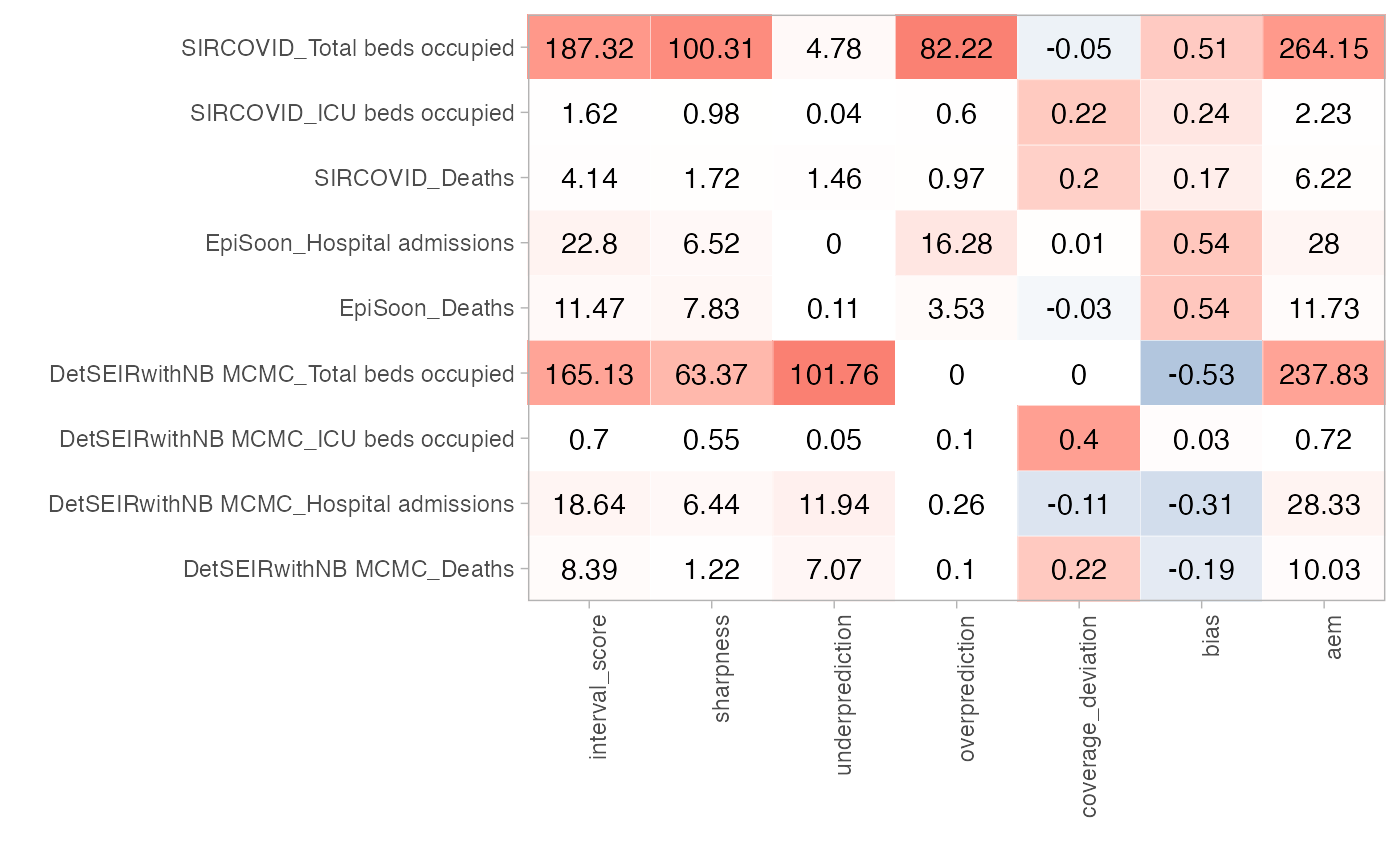 SIRCOVID_Total beds occupied 187.32 100.31 4.78 82.22 -0.05 0.51 264.15
SIRCOVID_ICU beds occupied 1.62 0.98 0.04 0.6 0.22 0.24 2.23
SIRCOVID_Deaths 4.14 1.72 1.46 0.97 0.2 0.17 6.22
EpiSoon_Hospital admissions 22.8 6.52 0 16.28 0.01 0.54 28
EpiSoon_Deaths 11.47 7.83 0.11 3.53 -0.03 0.54 11.73
DetSEIRwithNB MCMC_Total beds occupied 165.13 63.37 101.76 0 0 -0.53 237.83
DetSEIRwithNB MCMC_ICU beds occupied 0.7 0.55 0.05 0.1 0.4 0.03 0.72
DetSEIRwithNB MCMC_Hospital admissions 18.64 6.44 11.94 0.26 -0.11 -0.31 28.33
DetSEIRwithNB MCMC_Deaths 8.39 1.22 7.07 0.1 0.22 -0.19 10.03
interval_score
sharpness
underprediction
overprediction
coverage_deviation
bias
aem